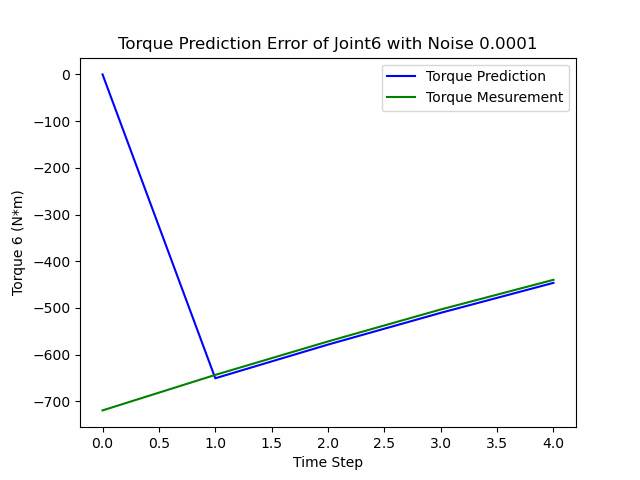 Torque Prediction Error of Joint6 with Noise 0.0001
Torque Prediction
Torque Mesurement
Torque 6 (N*m)
0
−100
−200
−300
−400
−500
−600
−700
0.0 0.5 1.0 1.5 2.0 2.5 3.0 3.5 4.0
Time Step